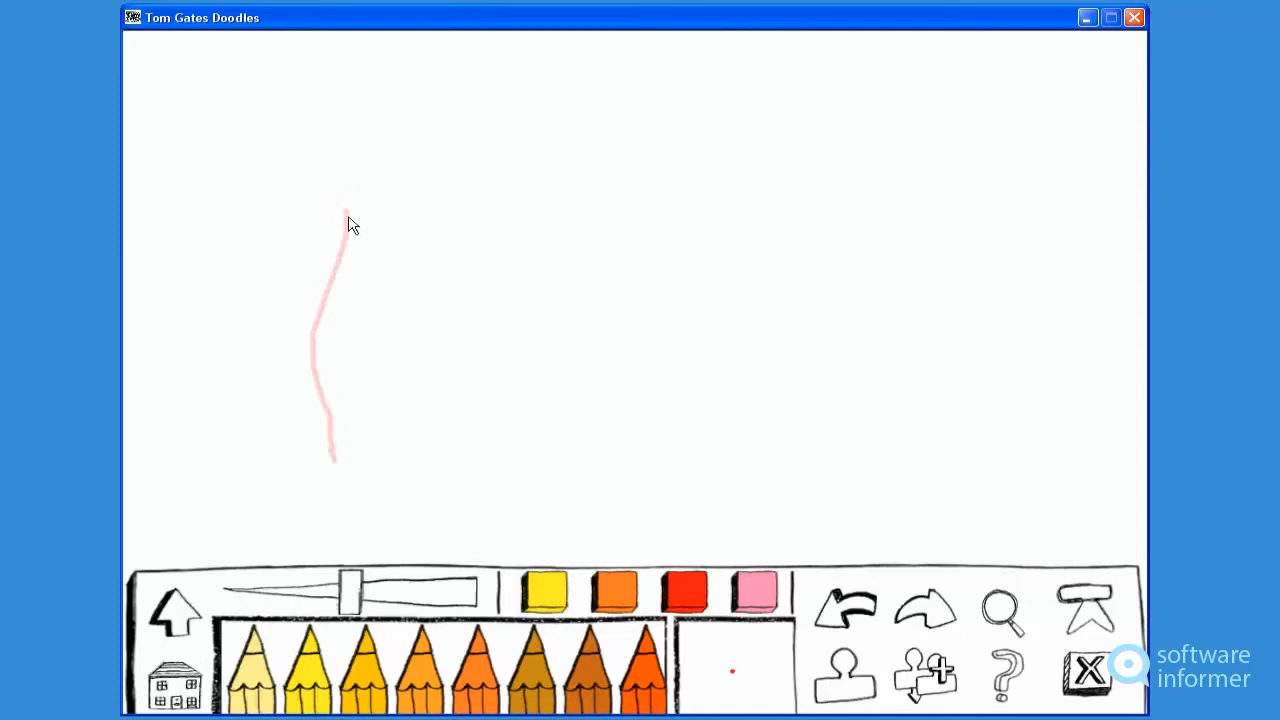 Tom Gates Doodles
X
software
informer